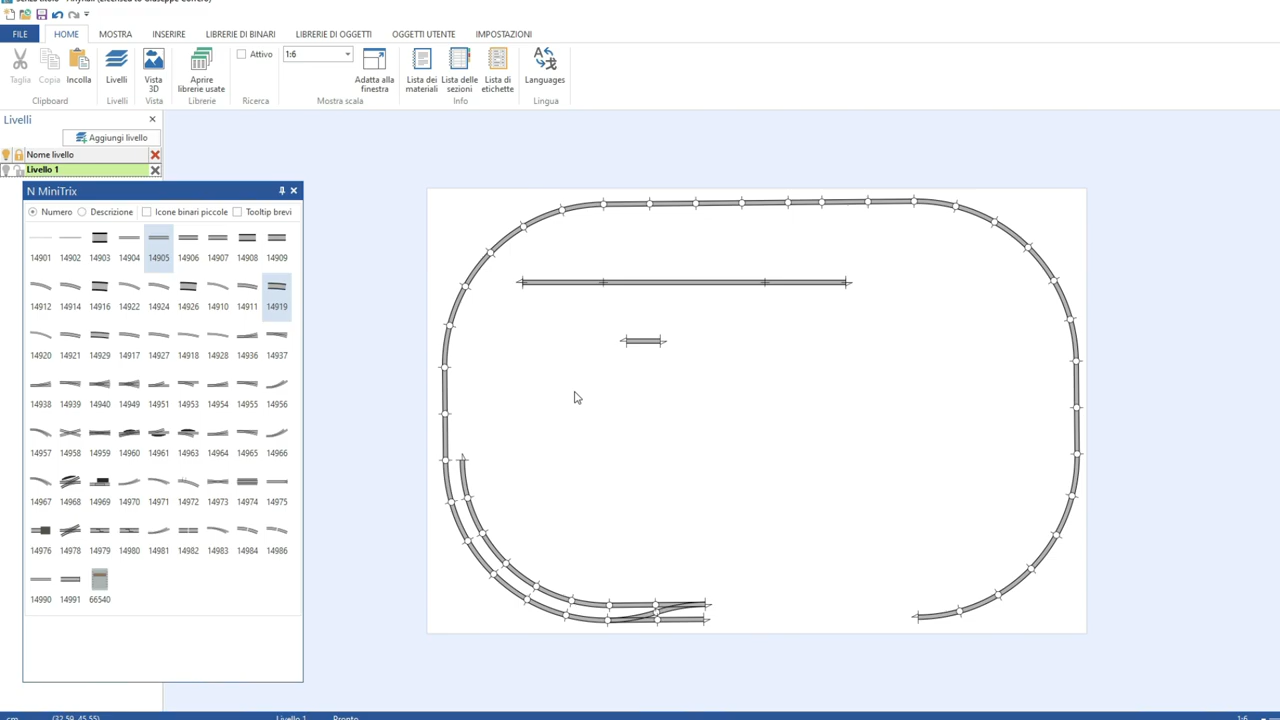 FILE HOME MOSTRA INSERIRE LIBRERIE DI BINARI LIBRERIE DI OGGETTI OGGETTI UTENTE IMPOSTAZIONI
Taglia Copia Incolla
Clipboard
Livelli
Livelli
Vista 3D
Vista
Aprire librerie usate
Librerie
Attivo
Ricerca
1:6
Adatta alla finestra
Mostra scala
Lista dei materiali
Lista delle sezioni
Lista di etichette
Info
Languages
Lingua
Livelli
Aggiungi livello
Nome livello
Livello 1
N MiniTrix
Numero Descrizione Icone binari piccole Tooltip brevi
14901 14902 14903 14904 14905 14906 14907 14908 14909
14912 14914 14916 14922 14924 14926 14910 14911 14919
14920 14921 14929 14917 14927 14918 14928 14936 14937
14938 14939 14940 14949 14951 14953 14954 14955 14956
14957 14958 14959 14960 14961 14963 14964 14965 14966
14967 14968 14969 14970 14971 14972 14973 14974 14975
14976 14978 14979 14980 14981 14982 14983 14984 14986
14990 14991 66540
cm (32.59, 45.55) Livello 1 Pronto 1:6